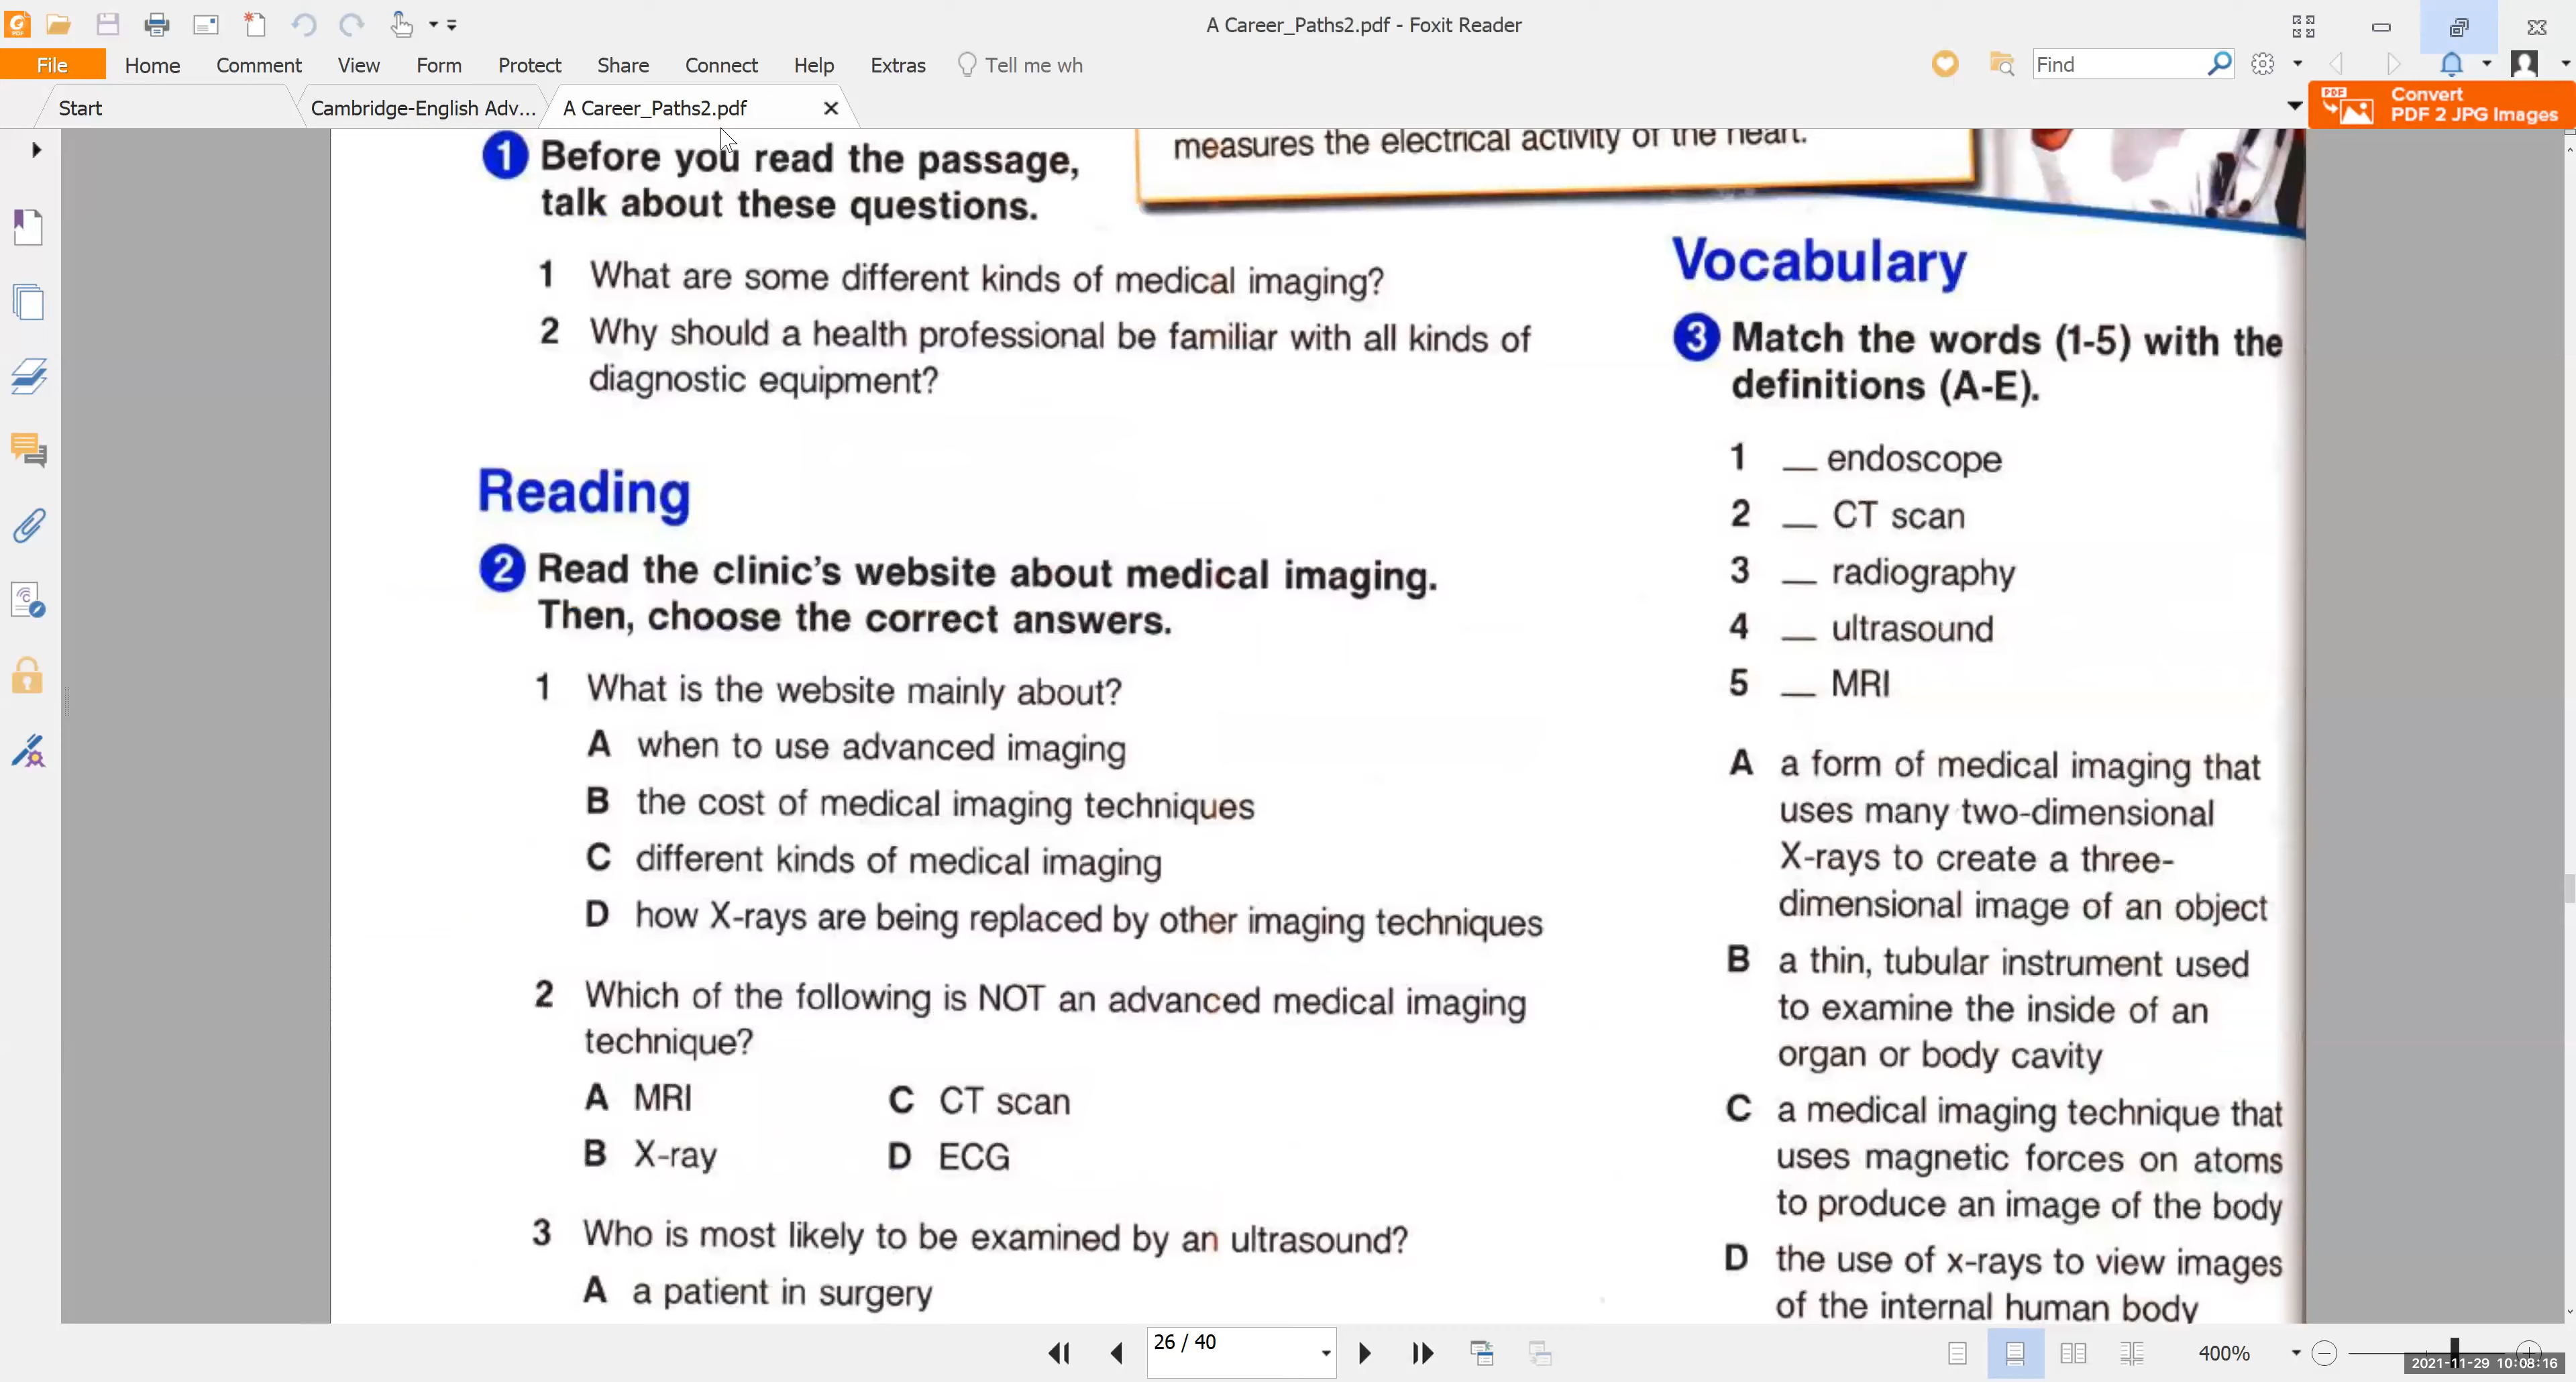 A Career_Paths2.pdf - Foxit Reader
File Home Comment View Form Protect Share Connect Help Extras Tell me wh Find
Start Cambridge-English Adv... A Career_Paths2.pdf
PDF Convert
PDF 2 JPG Images
measures the electrical activity of the heart.
1 Before you read the passage,
talk about these questions.
1 What are some different kinds of medical imaging?
2 Why should a health professional be familiar with all kinds of
diagnostic equipment?
Reading
2 Read the clinic's website about medical imaging.
Then, choose the correct answers.
1 What is the website mainly about?
A when to use advanced imaging
B the cost of medical imaging techniques
C different kinds of medical imaging
D how X-rays are being replaced by other imaging techniques
2 Which of the following is NOT an advanced medical imaging
technique?
A MRI C CT scan
B X-ray D ECG
3 Who is most likely to be examined by an ultrasound?
A a patient in surgery
Vocabulary
3 Match the words (1-5) with the
definitions (A-E).
1 __ endoscope
2 __ CT scan
3 __ radiography
4 __ ultrasound
5 __ MRI
A a form of medical imaging that
uses many two-dimensional
X-rays to create a three-
dimensional image of an object
B a thin, tubular instrument used
to examine the inside of an
organ or body cavity
C a medical imaging technique that
uses magnetic forces on atoms
to produce an image of the body
D the use of x-rays to view images
of the internal human body
26 / 40
400%
2021-11-29 10:08:16